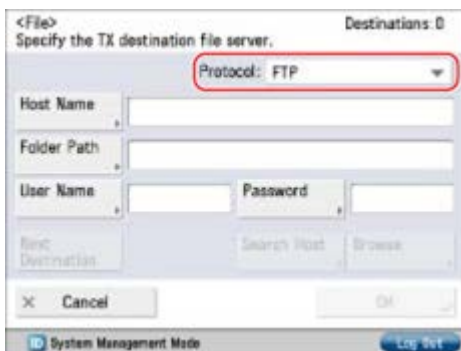 <File>
Destinations: 0
Specify the TX destination file server.
Protocol: FTP
Host Name
Folder Path
User Name
Password
Next Destination
Search Host
Browse
× Cancel
OK
System Management Mode
Log Out